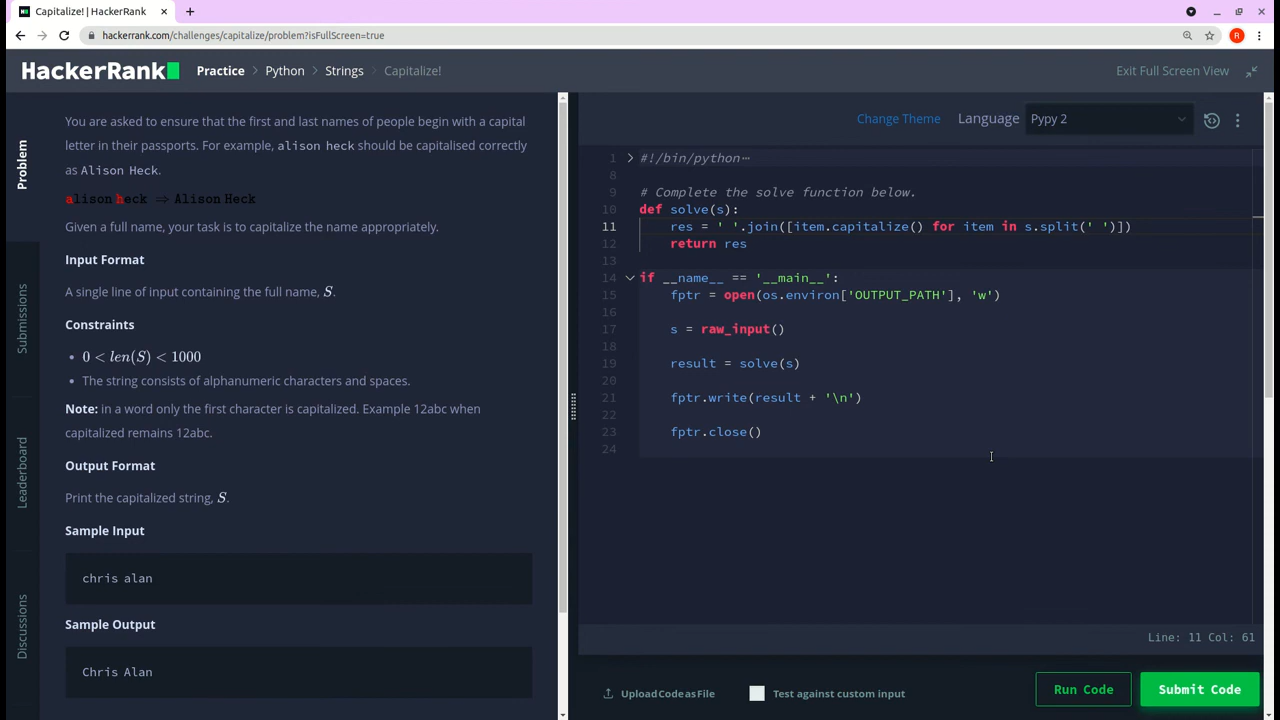 Capitalize! | HackerRank
hackerrank.com/challenges/capitalize/problem?isFullScreen=true
R
HackerRank
Practice > Python > Strings > Capitalize!
Exit Full Screen View
Problem
Submissions
Leaderboard
Discussions
You are asked to ensure that the first and last names of people begin with a capital
letter in their passports. For example, alison heck should be capitalised correctly
as Alison Heck.
alison heck ⇒ Alison Heck
Given a full name, your task is to capitalize the name appropriately.
Input Format
A single line of input containing the full name, S.
Constraints
• 0 < len(S) < 1000
• The string consists of alphanumeric characters and spaces.
Note: in a word only the first character is capitalized. Example 12abc when
capitalized remains 12abc.
Output Format
Print the capitalized string, S.
Sample Input
chris alan
Sample Output
Chris Alan
Change Theme
Language
Pypy 2
1 #!/bin/python⋯
8
9 # Complete the solve function below.
10 def solve(s):
11     res = ' '.join([item.capitalize() for item in s.split(' ')])
12     return res
13
14 if __name__ == '__main__':
15     fptr = open(os.environ['OUTPUT_PATH'], 'w')
16
17     s = raw_input()
18
19     result = solve(s)
20
21     fptr.write(result + '\n')
22
23     fptr.close()
24
Line: 11 Col: 61
Upload Code as File
Test against custom input
Run Code
Submit Code